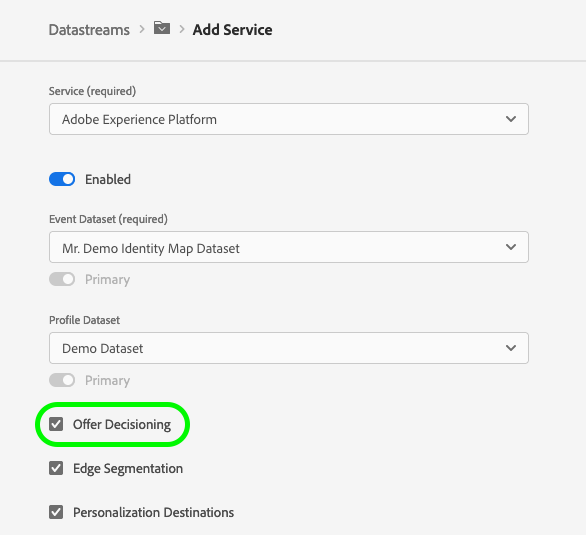 Datastreams > > Add Service
Service (required)
Adobe Experience Platform
Enabled
Event Dataset (required)
Mr. Demo Identity Map Dataset
Primary
Profile Dataset
Demo Dataset
Primary
Offer Decisioning
Edge Segmentation
Personalization Destinations